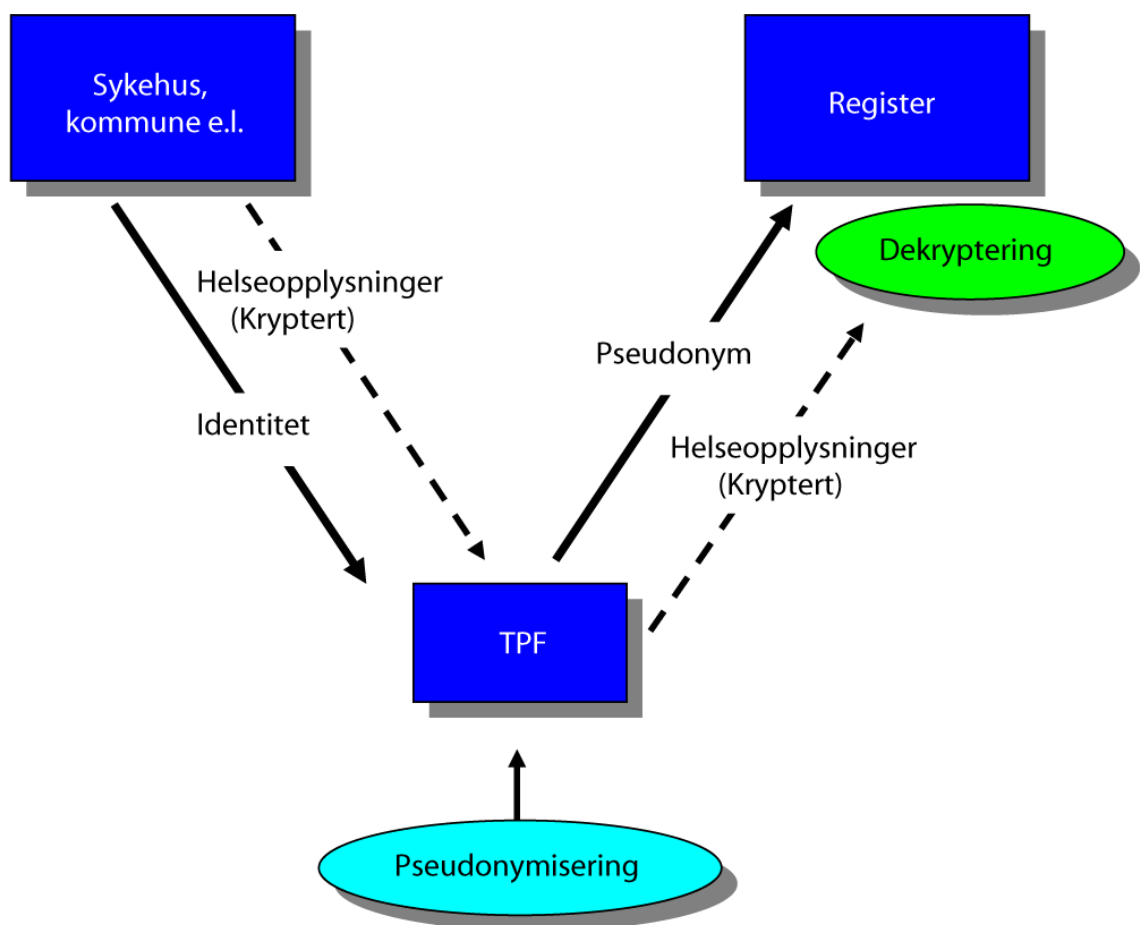 Sykehus,
kommune e.l.
Register
Dekryptering
Helseopplysninger
(Kryptert)
Pseudonym
Identitet
Helseopplysninger
(Kryptert)
TPF
Pseudonymisering